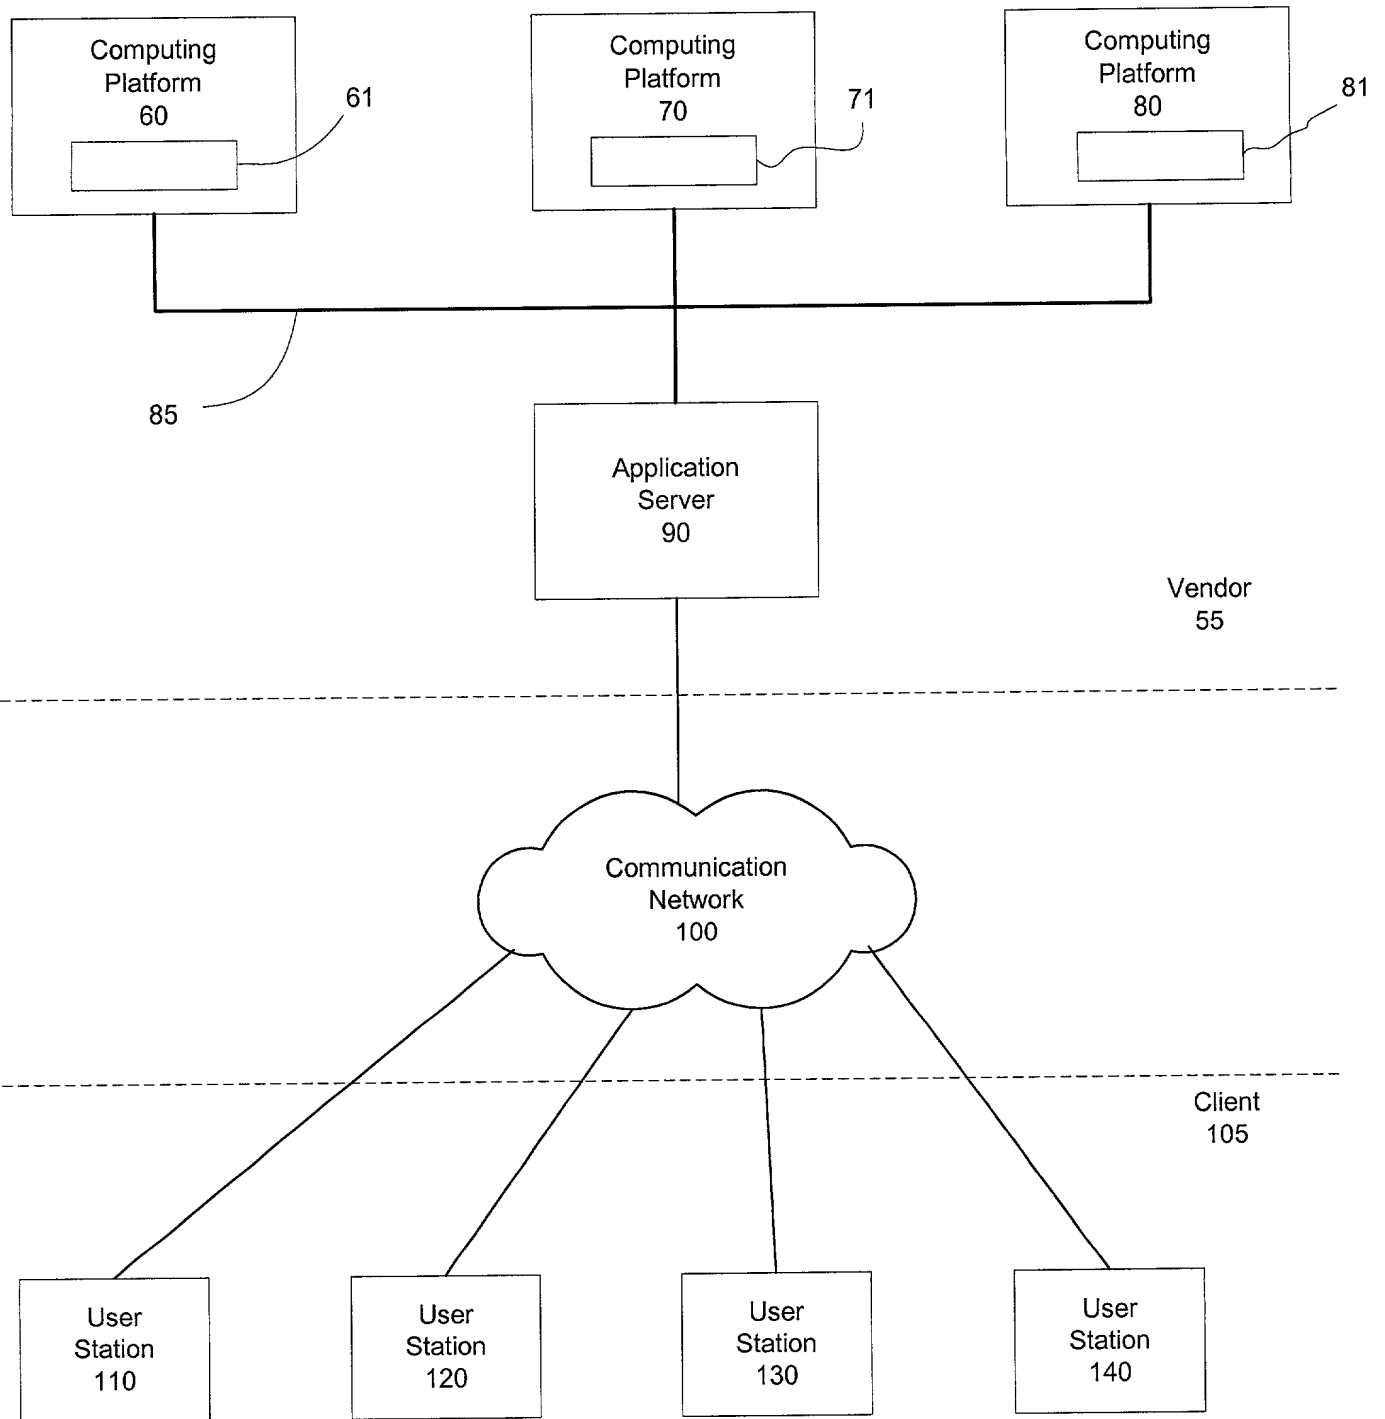 Computing
Platform
60
61
Computing
Platform
70
71
Computing
Platform
80
81
85
Application
Server
90
Vendor
55
Communication
Network
100
Client
105
User
Station
110
User
Station
120
User
Station
130
User
Station
140